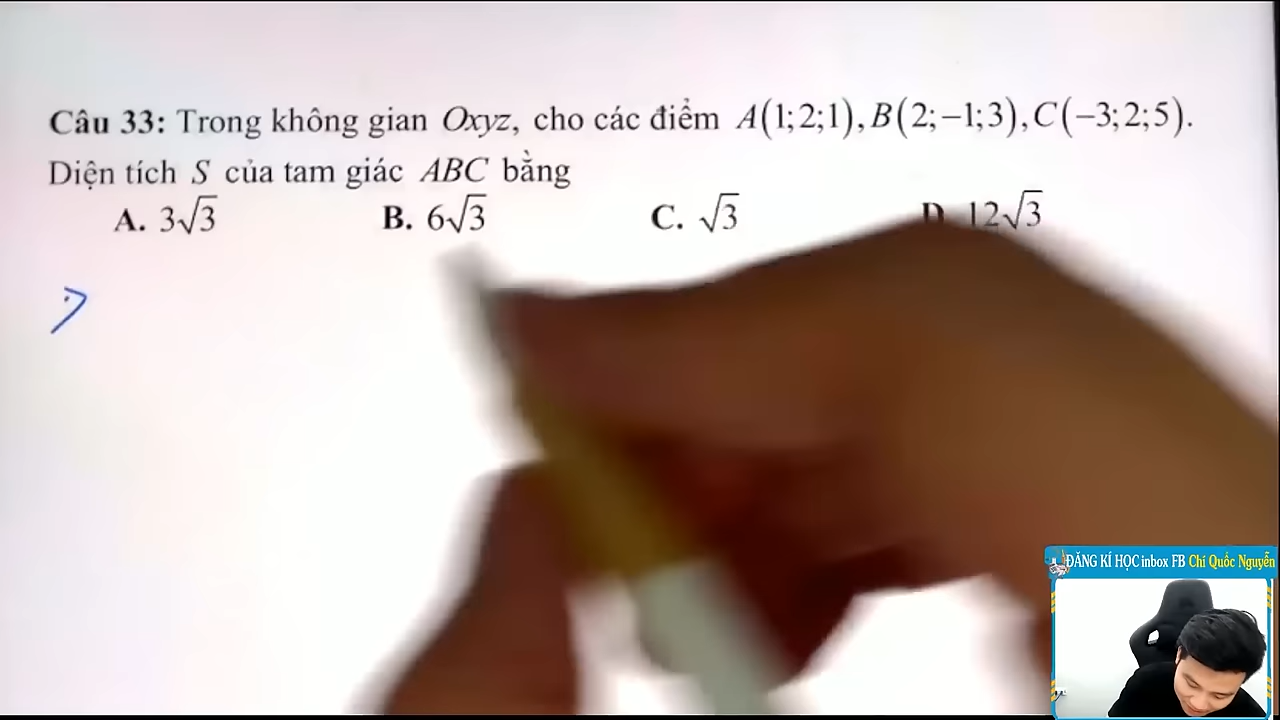 Câu 33: Trong không gian Oxyz, cho các điểm A(1;2;1), B(2;−1;3), C(−3;2;5).
Diện tích S của tam giác ABC bằng
A. 3√3 B. 6√3 C. √3 D. 12√3
ĐĂNG KÍ HỌC inbox FB Chí Quốc Nguyễn